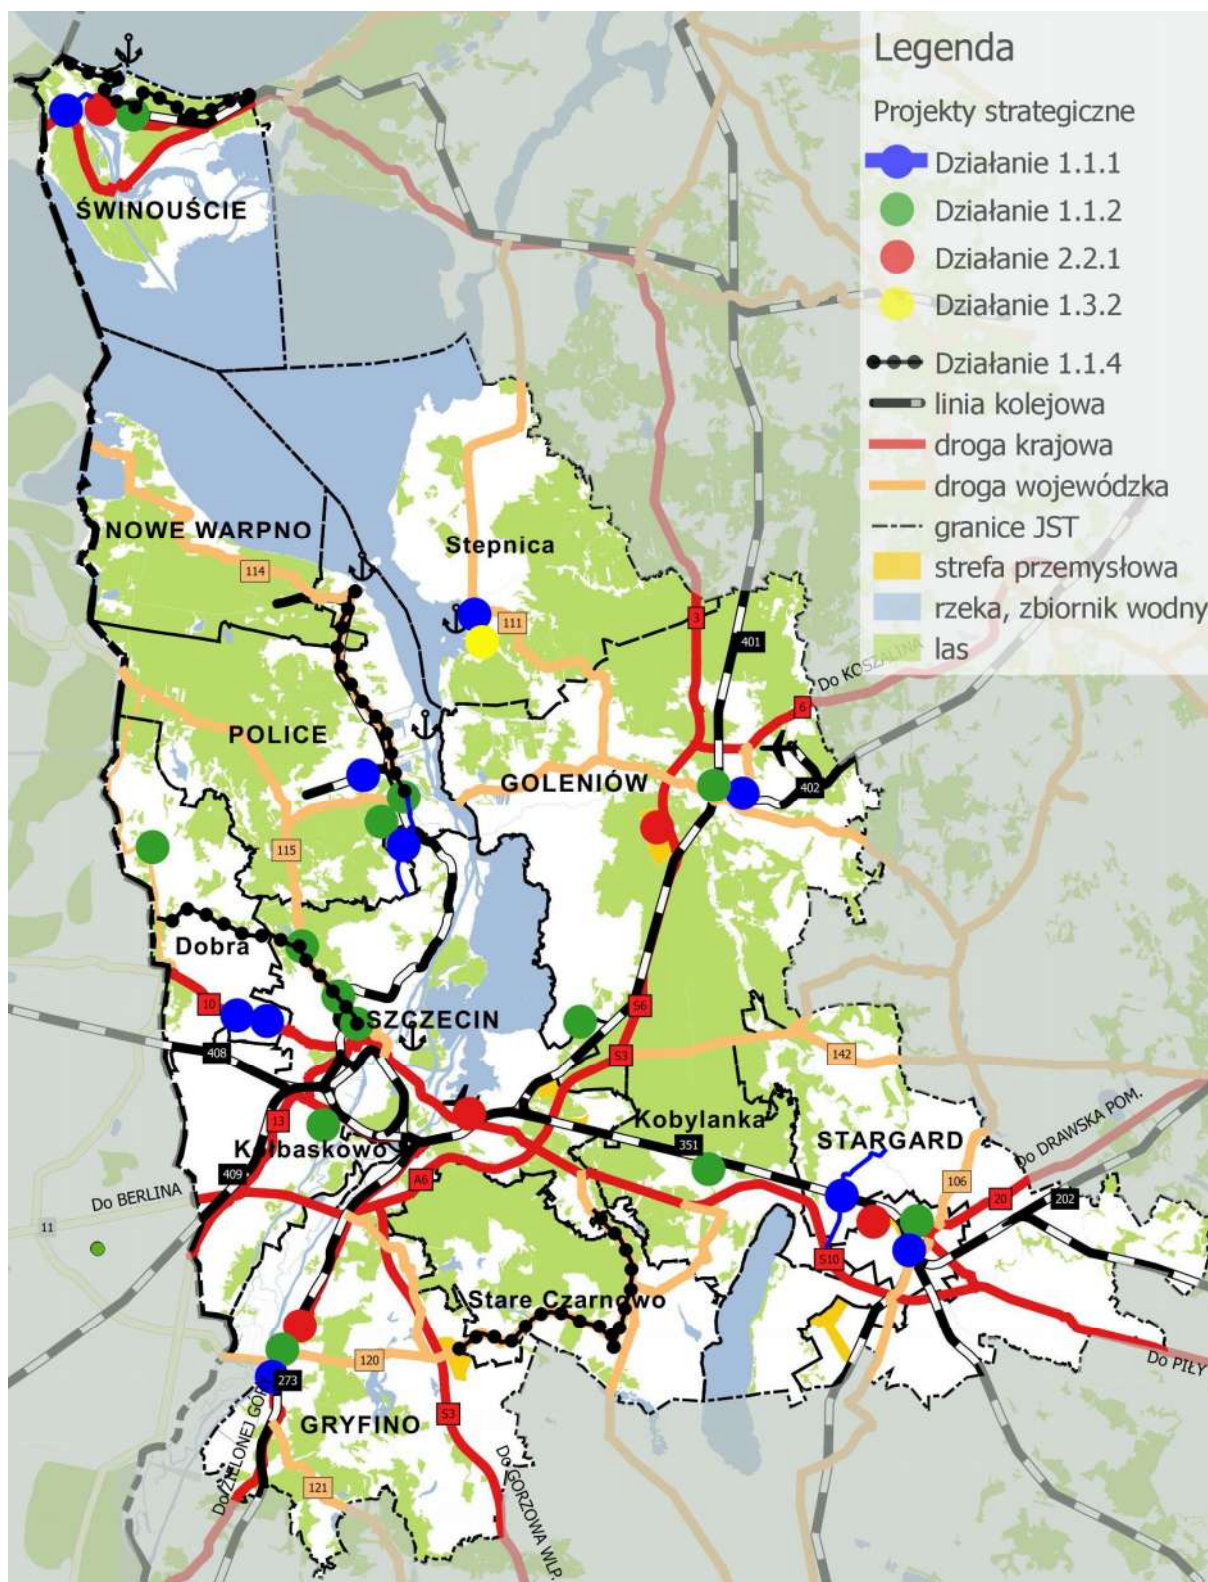 Legenda
Projekty strategiczne
Działanie 1.1.1
Działanie 1.1.2
Działanie 2.2.1
Działanie 1.3.2
Działanie 1.1.4
linia kolejowa
droga krajowa
droga wojewódzka
granice JST
strefa przemysłowa
rzeka, zbiornik wodny
las
ŚWINOUŚCIE
NOWE WARPNO
Stepnica
114
111
3
401
Do KOSZALINA
6
POLICE
GOLENIÓW
402
115
Dobra
10
SZCZECIN
S6
408
S3
142
13
Kobylanka
Kołbaskowo
351
STARGARD
Do DRAWSKA POM.
409
A6
106
Do BERLINA
20
202
11
S10
Stare Czarnowo
120
Do PIŁY
273
S3
GRYFINO
Do ZIELONEJ GÓRY
121
Do GORZOWA WLP.